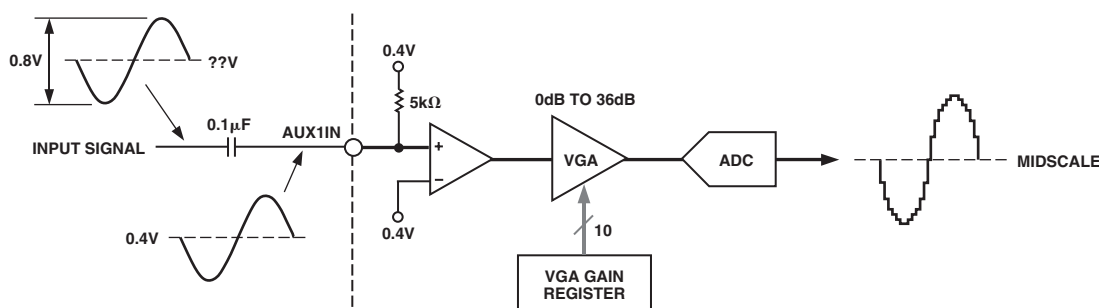 0.8V
??V
0.4V
5kΩ
0dB TO 36dB
0.1μF
AUX1IN
INPUT SIGNAL
+
–
VGA
ADC
MIDSCALE
0.4V
0.4V
10
VGA GAIN
REGISTER